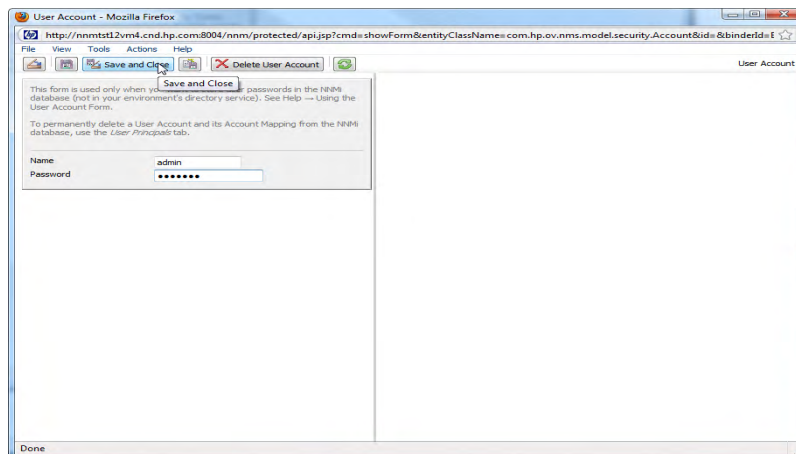 User Account - Mozilla Firefox
http://nnmtst12vm4.cnd.hp.com:8004/nnm/protected/api.jsp?cmd=showForm&entityClassName=com.hp.ov.nms.model.security.Account&id=&binderId=E
File View Tools Actions Help
Save and Close Delete User Account User Account
Save and Close
This form is used only when you passwords in the NNMi
database (not in your environment's directory service). See Help → Using the
User Account Form.
To permanently delete a User Account and its Account Mapping from the NNMi
database, use the User Principals tab.
Name admin
Password •••••••
Done